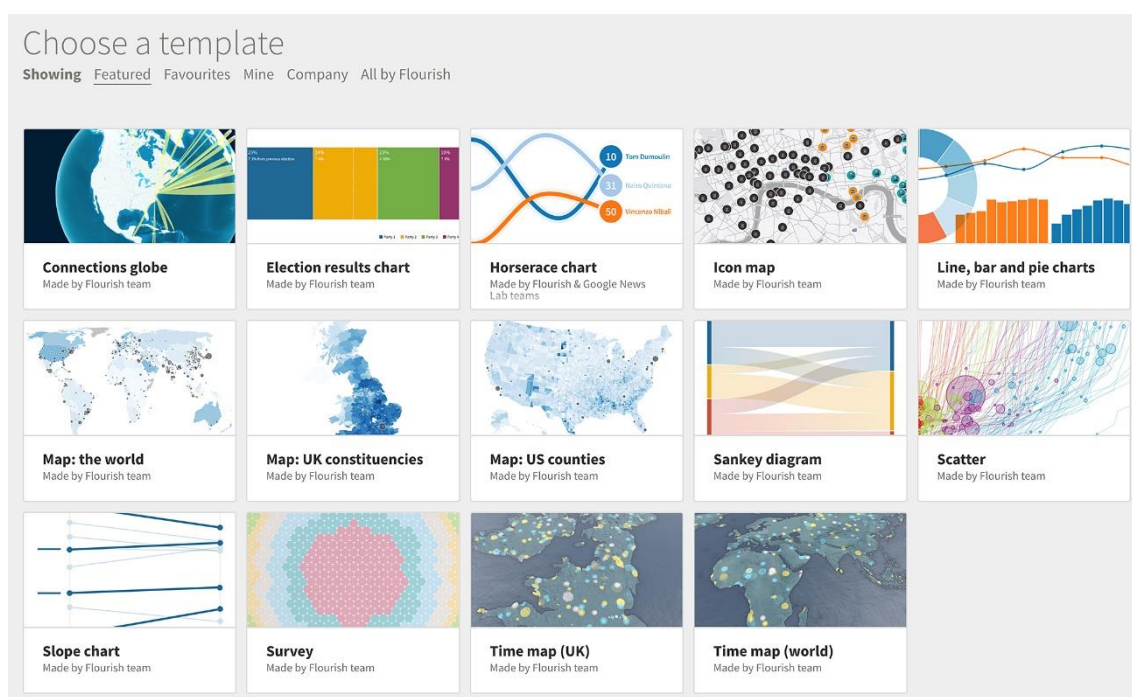 Choose a template
Showing Featured Favourites Mine Company All by Flourish
10 Tom Dumoulin
31 Nairo Quintana
50 Vincenzo Nibali
Connections globe
Made by Flourish team
Election results chart
Made by Flourish team
Horserace chart
Made by Flourish & Google News
Lab teams
Icon map
Made by Flourish team
Line, bar and pie charts
Made by Flourish team
Map: the world
Made by Flourish team
Map: UK constituencies
Made by Flourish team
Map: US counties
Made by Flourish team
Sankey diagram
Made by Flourish team
Scatter
Made by Flourish team
Slope chart
Made by Flourish team
Survey
Made by Flourish team
Time map (UK)
Made by Flourish team
Time map (world)
Made by Flourish team